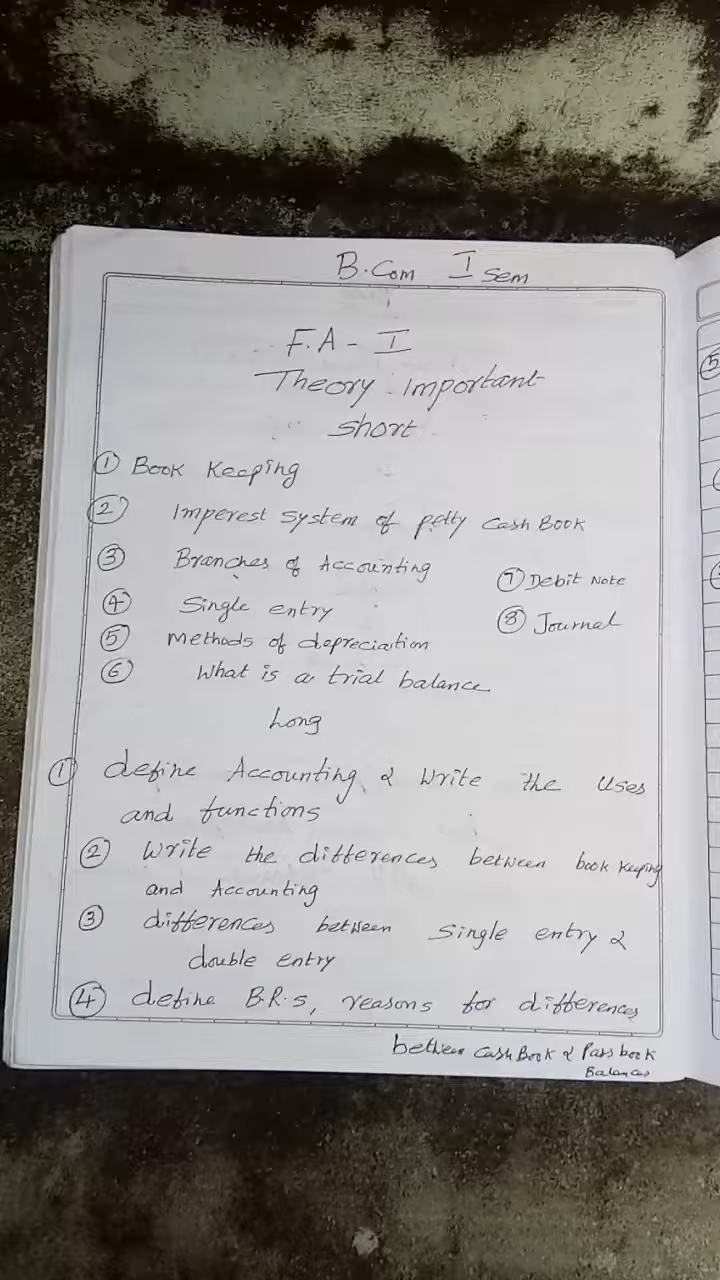 B.Com I Sem
F.A - I
Theory important
short
① Book Keeping
② Imperest System of petty Cash Book
③ Branches of Accounting
⑦ Debit Note
④ Single entry
⑧ Journal
⑤ Methods of depreciation
⑥ What is a trial balance
Long
① define Accounting & Write the Uses
and functions
② Write the differences between book keeping
and Accounting
③ differences between Single entry &
double entry
④ define B.R.S, reasons for differences
between Cash Book & Pass book
Balances
5